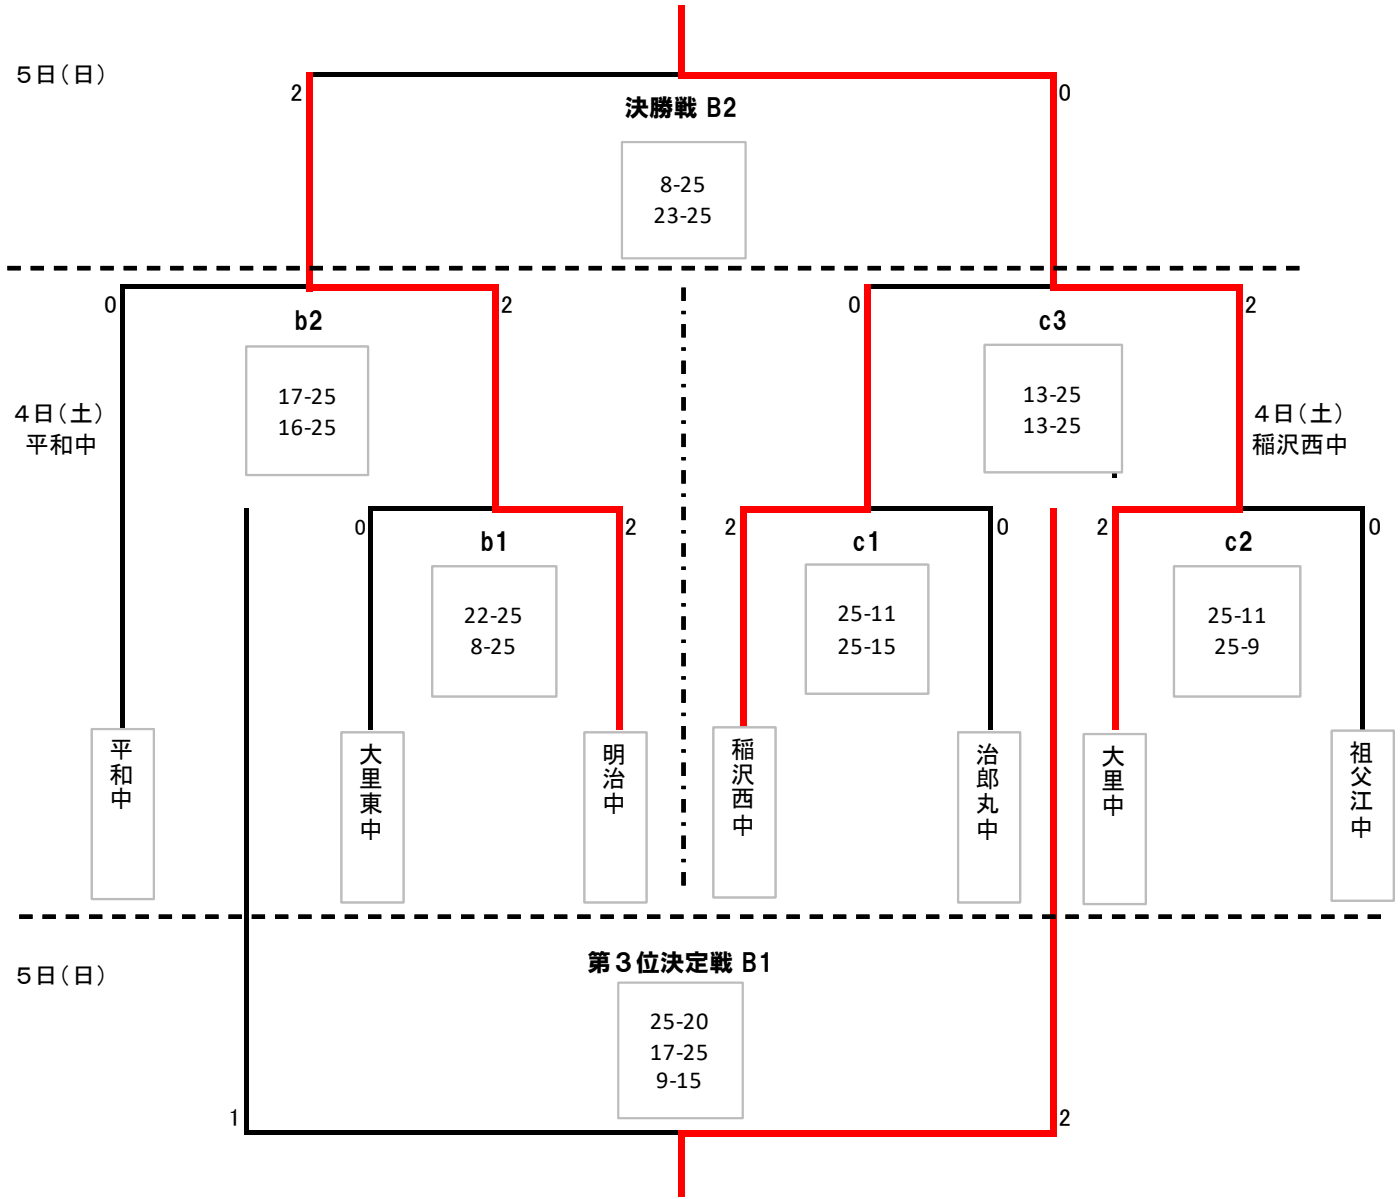 5日(日)
2
0
決勝戦 B2
8-25
23-25
0
2
0
2
b2
c3
17-25
16-25
13-25
13-25
4日(土)
平和中
4日(土)
稲沢西中
0
2
2
0
2
0
b1
c1
c2
22-25
8-25
25-11
25-15
25-11
25-9
平和中
大里東中
明治中
稲沢西中
治郎丸中
大里中
祖父江中
5日(日)
第3位決定戦 B1
25-20
17-25
9-15
1
2